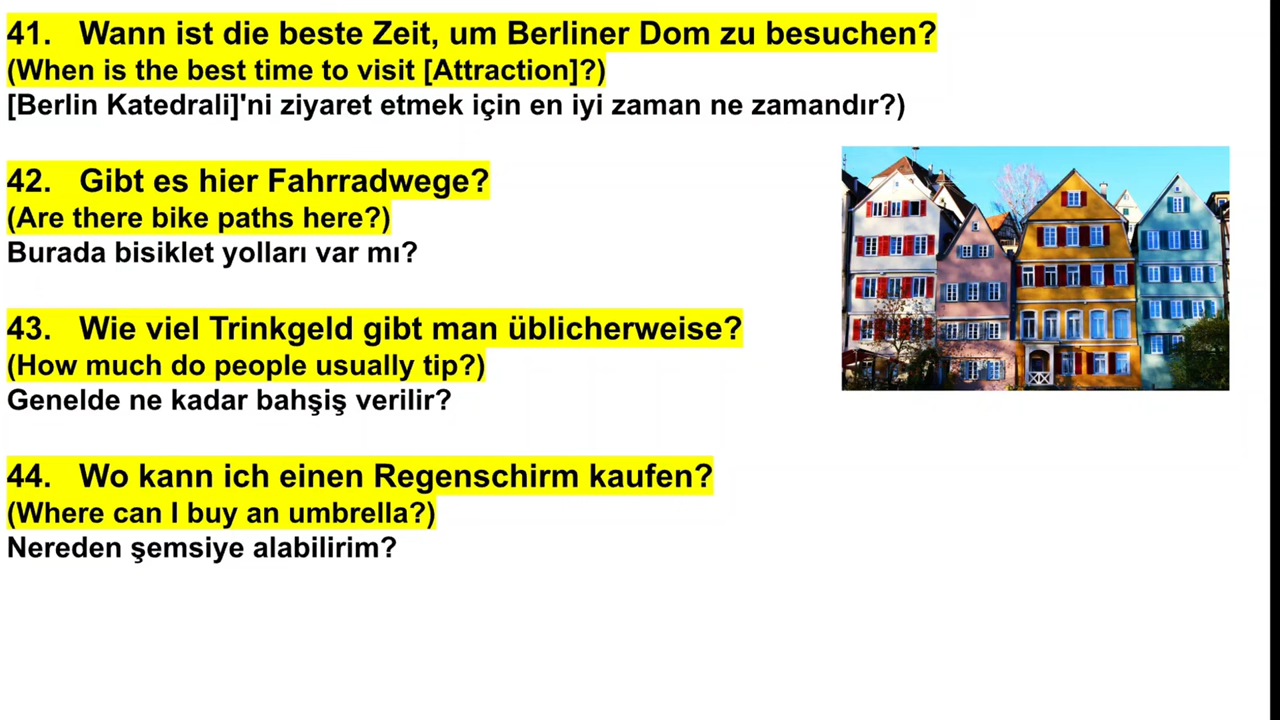 41. Wann ist die beste Zeit, um Berliner Dom zu besuchen?
(When is the best time to visit [Attraction]?)
[Berlin Katedrali]'ni ziyaret etmek için en iyi zaman ne zamandır?)
42. Gibt es hier Fahrradwege?
(Are there bike paths here?)
Burada bisiklet yolları var mı?
43. Wie viel Trinkgeld gibt man üblicherweise?
(How much do people usually tip?)
Genelde ne kadar bahşiş verilir?
44. Wo kann ich einen Regenschirm kaufen?
(Where can I buy an umbrella?)
Nereden şemsiye alabilirim?